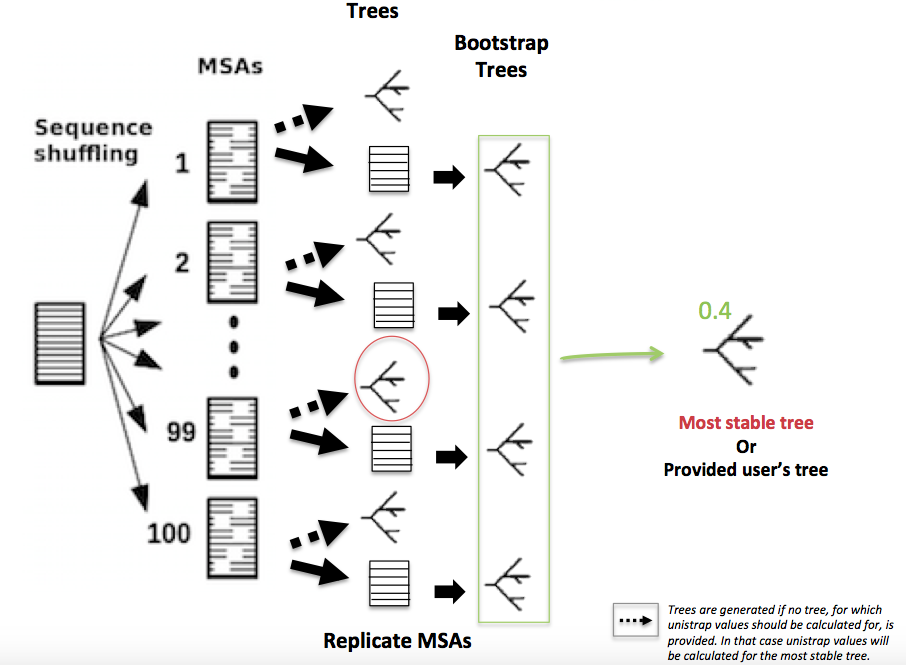 Trees
Bootstrap
Trees
MSAs
Sequence
shuffling
1
2
99
100
0.4
Most stable tree
Or
Provided user's tree
Replicate MSAs
Trees are generated if no tree, for which
unistrap values should be calculated for, is
provided. In that case unistrap values will
be calculated for the most stable tree.